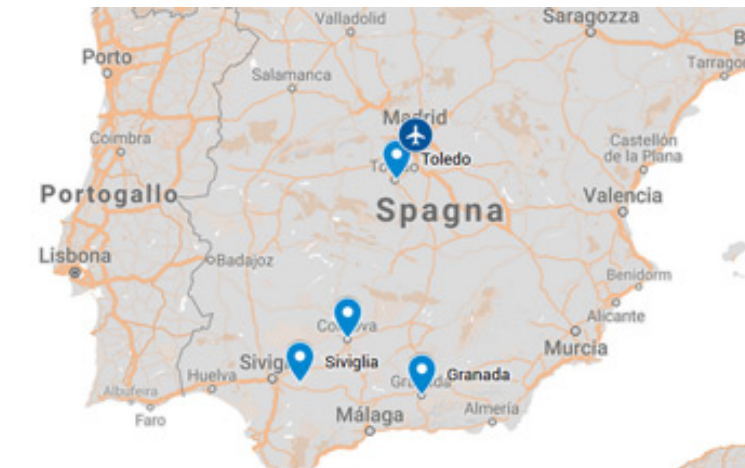 Valladolid
Saragozza
Porto
B
Tarrago
Salamanca
Madrid
Coimbra
Castellón
de la Plana
Toledo
Portogallo
Valencia
Spagna
Lisbona
Badajoz
Benidorm
Alicante
Murcia
Sivig
Siviglia
Huelva
Granada
Albufeira
Faro
Málaga
Almería